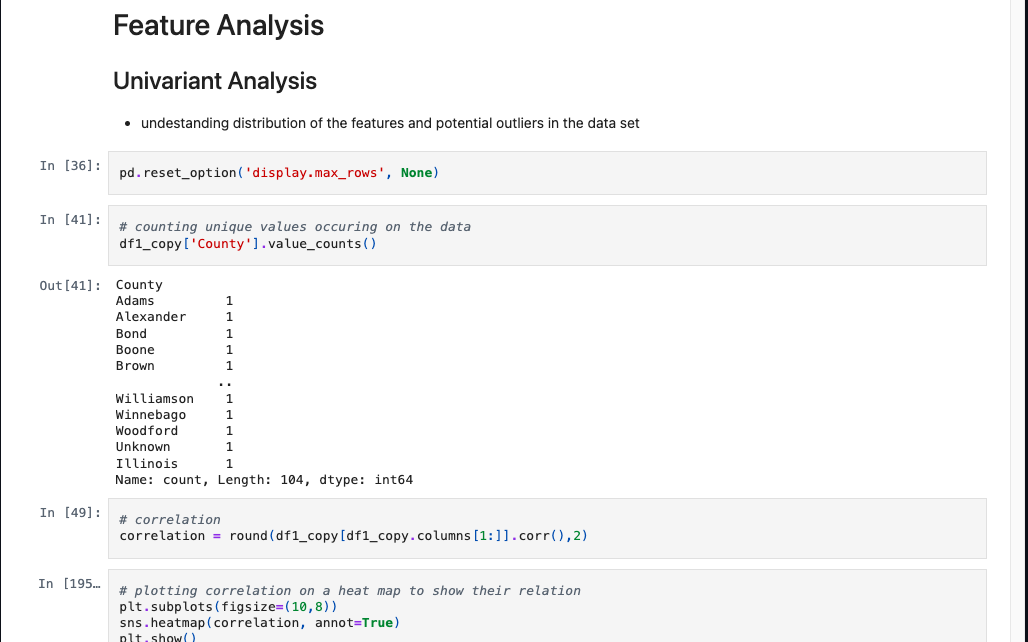 Feature Analysis
Univariant Analysis
• undestanding distribution of the features and potential outliers in the data set
In [36]: pd.reset_option('display.max_rows', None)
In [41]: # counting unique values occuring on the data
df1_copy['County'].value_counts()
Out[41]: County
Adams 1
Alexander 1
Bond 1
Boone 1
Brown 1
..
Williamson 1
Winnebago 1
Woodford 1
Unknown 1
Illinois 1
Name: count, Length: 104, dtype: int64
In [49]: # correlation
correlation = round(df1_copy[df1_copy.columns[1:]].corr(),2)
In [195… # plotting correlation on a heat map to show their relation
plt.subplots(figsize=(10,8))
sns.heatmap(correlation, annot=True)
plt.show()